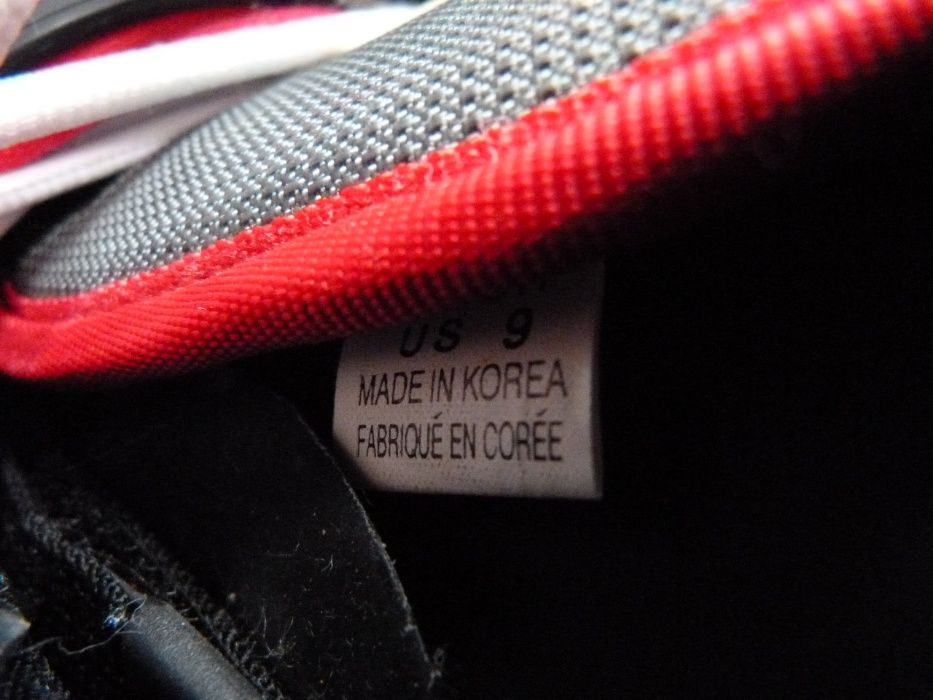 US 9
MADE IN KOREA
FABRIQUÉ EN CORÉE